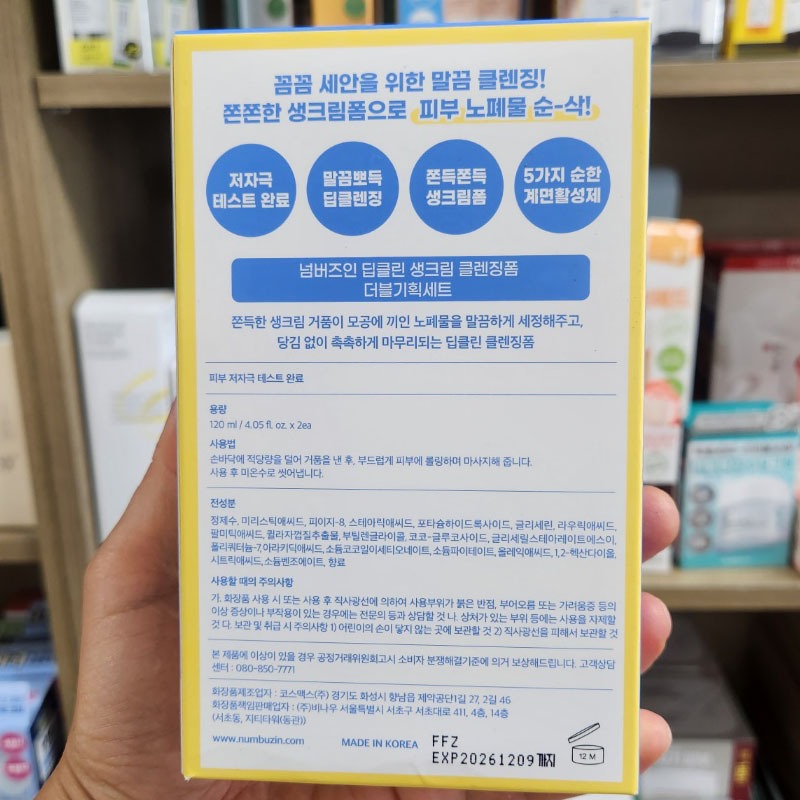 꼼꼼 세안을 위한 말끔 클렌징!
쫀쫀한 생크림폼으로 피부 노폐물 순-삭!
저자극
테스트 완료
말끔뽀득
딥클렌징
쫀득쫀득
생크림폼
5가지 순한
계면활성제
넘버즈인 딥클린 생크림 클렌징폼
더블기획세트
쫀득한 생크림 거품이 모공에 끼인 노폐물을 말끔하게 세정해주고,
당김 없이 촉촉하게 마무리되는 딥클린 클렌징폼
피부 저자극 테스트 완료
용량
120 ml / 4.05 fl. oz. x 2ea
사용법
손바닥에 적당량을 덜어 거품을 낸 후, 부드럽게 피부에 롤링하며 마사지해 줍니다.
사용 후 미온수로 씻어냅니다.
전성분
정제수, 미리스틱애씨드, 피이지-8, 스테아릭애씨드, 포타슘하이드록사이드, 글리세린, 라우릭애씨드,
팔미틱애씨드, 퀼라자껍질추출물, 부틸렌글라이콜, 코코-글루코사이드, 글리세릴스테아레이트에스이,
폴리쿼터늄-7, 아라키딕애씨드, 소듐코코일이세티오네이트, 소듐파이테이트, 올레익애씨드, 1,2-헥산다이올,
시트릭애씨드, 소듐벤조에이트, 향료
사용할 때의 주의사항
가. 화장품 사용 시 또는 사용 후 직사광선에 의하여 사용부위가 붉은 반점, 부어오름 또는 가려움증 등의
이상 증상이나 부작용이 있는 경우에는 전문의 등과 상담할 것 나. 상처가 있는 부위 등에는 사용을 자제할
것 다. 보관 및 취급 시 주의사항 1) 어린이의 손이 닿지 않는 곳에 보관할 것 2) 직사광선을 피해서 보관할 것
본 제품에 이상이 있을 경우 공정거래위원회고시 소비자 분쟁해결기준에 의거 보상해드립니다. 고객상담
센터 : 080-850-7771
화장품제조업자 : 코스맥스(주) 경기도 화성시 향남읍 제약공단1길 27, 2길 46
화장품책임판매업자 : (주)비나우 서울특별시 서초구 서초대로 411, 4층, 14층
(서초동, 지티타워(동관))
www.numbuzin.com
MADE IN KOREA
FFZ
EXP20261209까지
12 M